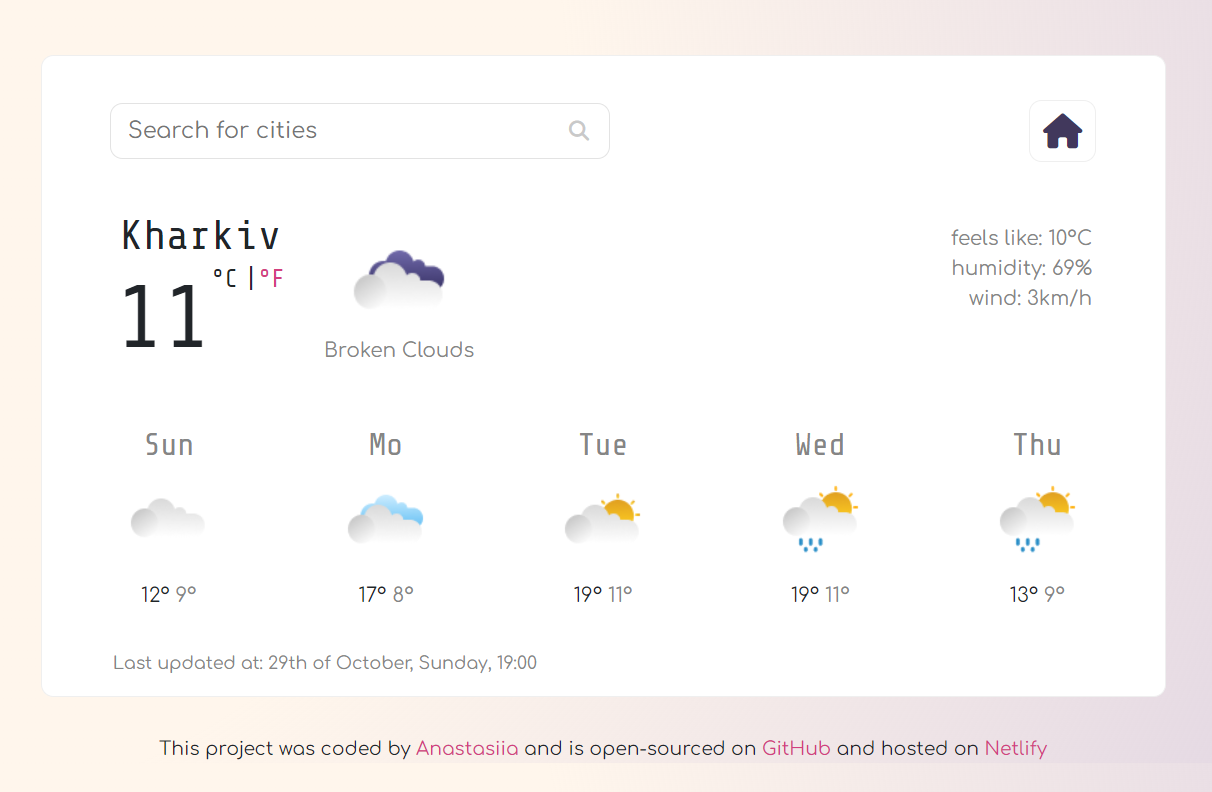 Search for cities
Kharkiv
11 °C | °F
Broken Clouds
feels like: 10°C
humidity: 69%
wind: 3km/h
Sun Mo Tue Wed Thu
12° 9° 17° 8° 19° 11° 19° 11° 13° 9°
Last updated at: 29th of October, Sunday, 19:00
This project was coded by Anastasiia and is open-sourced on GitHub and hosted on Netlify